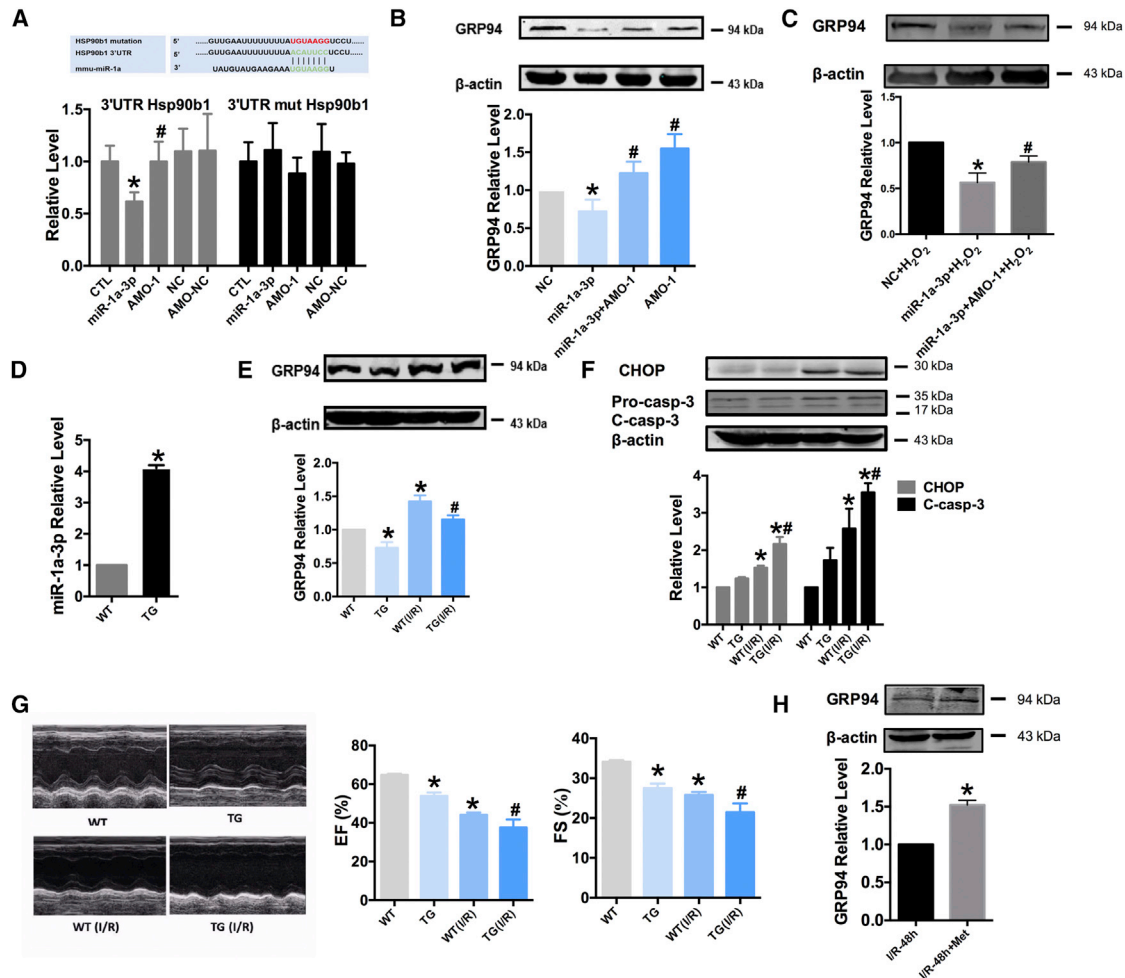 A
HSP90b1 mutation 5' ......GUUGAAUUUUUUUUAUGUAAGGUCCU......
HSP90b1 3'UTR 5' ......GUUGAAUUUUUUUUAACAUUCCUCCU......
mmu-miR-1a 3' UAUGUAUGAAGAAAUGUAAGGU
3'UTR Hsp90b1
3'UTR mut Hsp90b1
Relative Level
1.5
1.0
0.5
0.0
*
#
CTL
miR-1a-3p
AMO-1
NC
AMO-NC
CTL
miR-1a-3p
AMO-1
NC
AMO-NC
B
GRP94
94 kDa
β-actin
43 kDa
GRP94 Relative Level
2.0
1.5
1.0
0.5
0.0
*
#
#
NC
miR-1a-3p
miR-1a-3p+AMO-1
AMO-1
C
GRP94
94 kDa
β-actin
43 kDa
GRP94 Relative Level
1.5
1.0
0.5
0.0
*
#
NC+H2O2
miR-1a-3p+H2O2
miR-1a-3p+AMO-1+H2O2
D
miR-1a-3p Relative Level
5
4
3
2
1
0
*
WT
TG
E
GRP94
94 kDa
β-actin
43 kDa
GRP94 Relative Level
2.0
1.5
1.0
0.5
0.0
*
*
#
WT
TG
WT(I/R)
TG(I/R)
F
CHOP
30 kDa
Pro-casp-3
35 kDa
C-casp-3
17 kDa
β-actin
43 kDa
Relative Level
4
3
2
1
0
*
*#
*
*#
CHOP
C-casp-3
WT
TG
WT(I/R)
TG(I/R)
WT
TG
WT(I/R)
TG(I/R)
G
WT
TG
WT (I/R)
TG (I/R)
EF (%)
80
60
40
20
0
*
*
#
WT
TG
WT(I/R)
TG(I/R)
FS (%)
40
30
20
10
0
*
*
#
WT
TG
WT(I/R)
TG(I/R)
H
GRP94
94 kDa
β-actin
43 kDa
GRP94 Relative Level
2.0
1.5
1.0
0.5
0.0
*
I/R-48h
I/R-48h+Met